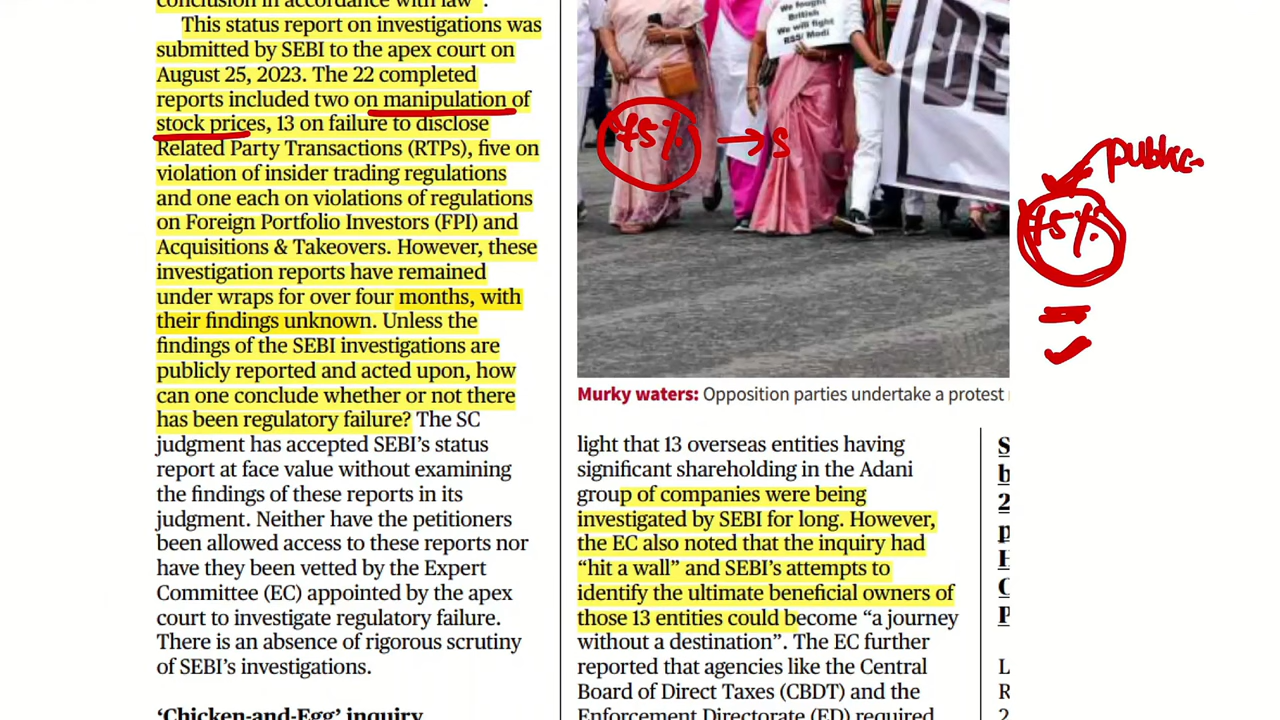 conclusion in accordance with law”.
This status report on investigations was
submitted by SEBI to the apex court on
August 25, 2023. The 22 completed
reports included two on manipulation of
stock prices, 13 on failure to disclose
Related Party Transactions (RTPs), five on
violation of insider trading regulations
and one each on violations of regulations
on Foreign Portfolio Investors (FPI) and
Acquisitions & Takeovers. However, these
investigation reports have remained
under wraps for over four months, with
their findings unknown. Unless the
findings of the SEBI investigations are
publicly reported and acted upon, how
can one conclude whether or not there
has been regulatory failure? The SC
judgment has accepted SEBI’s status
report at face value without examining
the findings of these reports in its
judgment. Neither have the petitioners
been allowed access to these reports nor
have they been vetted by the Expert
Committee (EC) appointed by the apex
court to investigate regulatory failure.
There is an absence of rigorous scrutiny
of SEBI’s investigations.
‘Chicken-and-Egg’ inquiry
We fought
British
We will fight
RSS/Modi
DE
75% → S
public
75%
Murky waters: Opposition parties undertake a protest
light that 13 overseas entities having
significant shareholding in the Adani
group of companies were being
investigated by SEBI for long. However,
the EC also noted that the inquiry had
“hit a wall” and SEBI’s attempts to
identify the ultimate beneficial owners of
those 13 entities could become “a journey
without a destination”. The EC further
reported that agencies like the Central
Board of Direct Taxes (CBDT) and the
Enforcement Directorate (ED) required
S
b
2
p
H
C
P
L
R
2